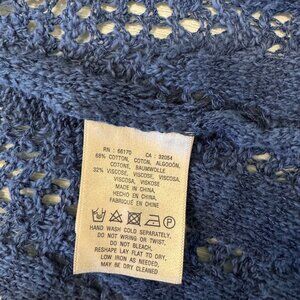 RN : 66170 CA : 32054
68% COTTON, COTON, ALGODÓN,
COTONE, BAUMWOLLE
32% VISCOSE, VISCOSE, VISCOSA,
VISCOSA, VISKOSE
MADE IN CHINA
HECHO EN CHINA
FABRIQUÉ EN CHINE
HAND WASH COLD SEPARATELY,
DO NOT WRING OR TWIST,
DO NOT BLEACH,
RESHAPE LAY FLAT TO DRY,
LOW IRON AS NEEDED,
MAY BE DRY CLEANED